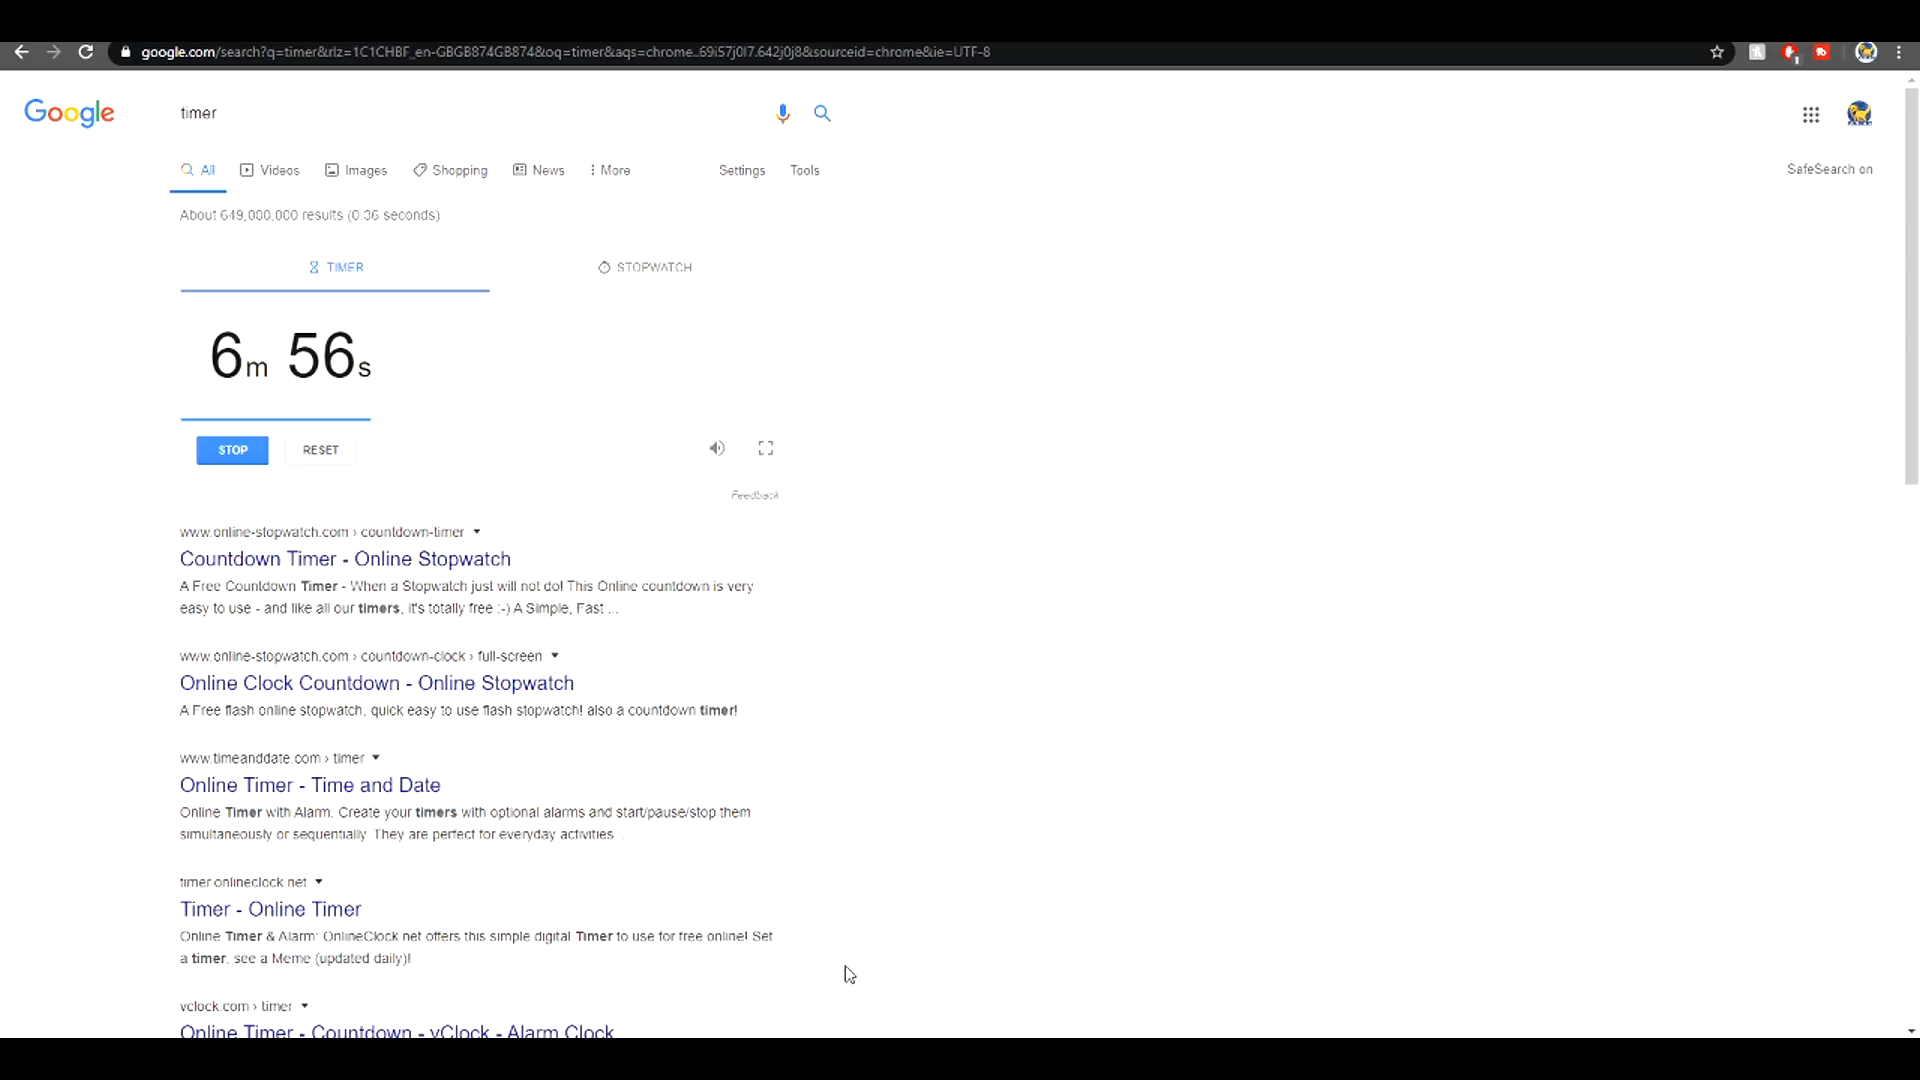 google.com/search?q=timer&rlz=1C1CHBF_en-GBGB874GB874&oq=timer&aqs=chrome..69i57j0l7.642j0j8&sourceid=chrome&ie=UTF-8
Google timer
All Videos Images Shopping News More Settings Tools SafeSearch on
About 649,000,000 results (0.36 seconds)
TIMER STOPWATCH
6m 56s
STOP RESET
Feedback
www.online-stopwatch.com › countdown-timer
Countdown Timer - Online Stopwatch
A Free Countdown Timer - When a Stopwatch just will not do! This Online countdown is very
easy to use - and like all our timers, it's totally free :-) A Simple, Fast ...
www.online-stopwatch.com › countdown-clock › full-screen
Online Clock Countdown - Online Stopwatch
A Free flash online stopwatch, quick easy to use flash stopwatch! also a countdown timer!
www.timeanddate.com › timer
Online Timer - Time and Date
Online Timer with Alarm. Create your timers with optional alarms and start/pause/stop them
simultaneously or sequentially. They are perfect for everyday activities ...
timer.onlineclock.net
Timer - Online Timer
Online Timer & Alarm: OnlineClock.net offers this simple digital Timer to use for free online! Set
a timer, see a Meme (updated daily)!
vclock.com › timer
Online Timer - Countdown - vClock - Alarm Clock